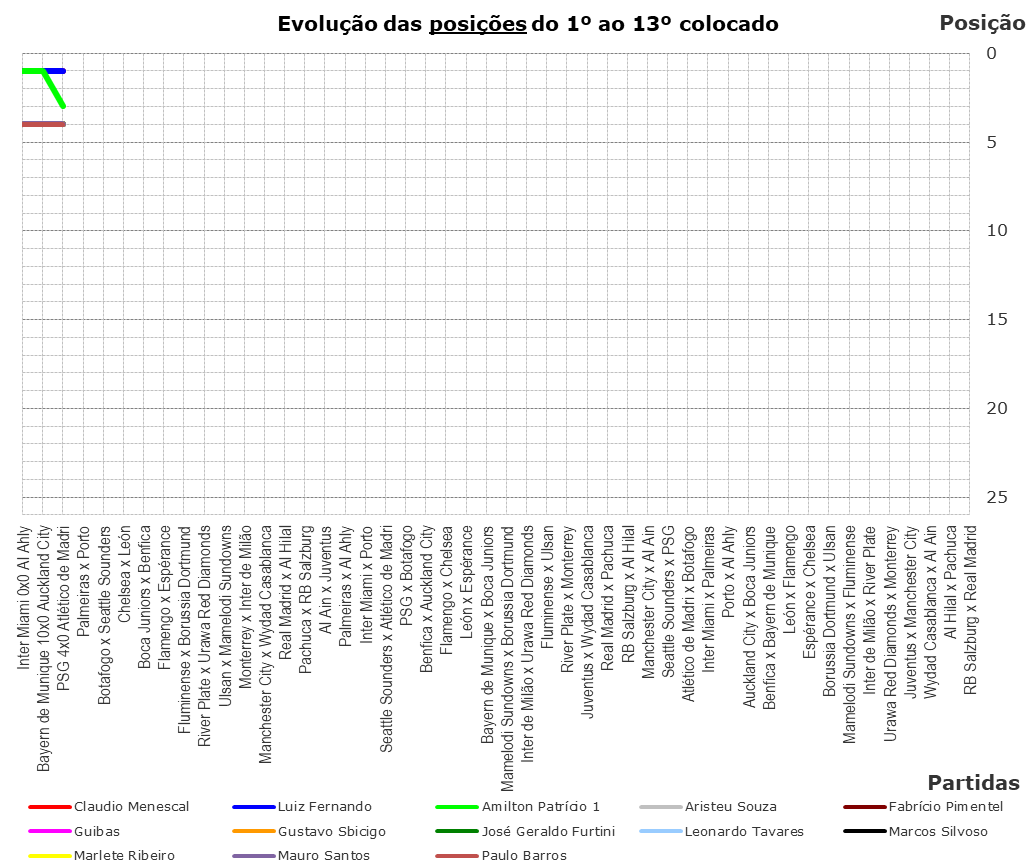 Evolução das posições do 1º ao 13º colocado
Posição
0
5
10
15
20
25
Inter Miami 0x0 Al Ahly
Bayern de Munique 10x0 Auckland City
PSG 4x0 Atlético de Madri
Palmeiras x Porto
Botafogo x Seattle Sounders
Chelsea x León
Boca Juniors x Benfica
Flamengo x Espérance
Fluminense x Borussia Dortmund
River Plate x Urawa Red Diamonds
Ulsan x Mamelodi Sundowns
Monterrey x Inter de Milão
Manchester City x Wydad Casablanca
Real Madrid x Al Hilal
Pachuca x RB Salzburg
Al Ain x Juventus
Palmeiras x Al Ahly
Inter Miami x Porto
Seattle Sounders x Atlético de Madri
PSG x Botafogo
Benfica x Auckland City
Flamengo x Chelsea
León x Espérance
Bayern de Munique x Boca Juniors
Mamelodi Sundowns x Borussia Dortmund
Inter de Milão x Urawa Red Diamonds
Fluminense x Ulsan
River Plate x Monterrey
Juventus x Wydad Casablanca
Real Madrid x Pachuca
RB Salzburg x Al Hilal
Manchester City x Al Ain
Seattle Sounders x PSG
Atlético de Madri x Botafogo
Inter Miami x Palmeiras
Porto x Al Ahly
Auckland City x Boca Juniors
Benfica x Bayern de Munique
León x Flamengo
Espérance x Chelsea
Borussia Dortmund x Ulsan
Mamelodi Sundowns x Fluminense
Inter de Milão x River Plate
Urawa Red Diamonds x Monterrey
Juventus x Manchester City
Wydad Casablanca x Al Ain
Al Hilal x Pachuca
RB Salzburg x Real Madrid
Partidas
Claudio Menescal
Luiz Fernando
Amilton Patrício 1
Aristeu Souza
Fabrício Pimentel
Guibas
Gustavo Sbicigo
José Geraldo Furtini
Leonardo Tavares
Marcos Silvoso
Marlete Ribeiro
Mauro Santos
Paulo Barros